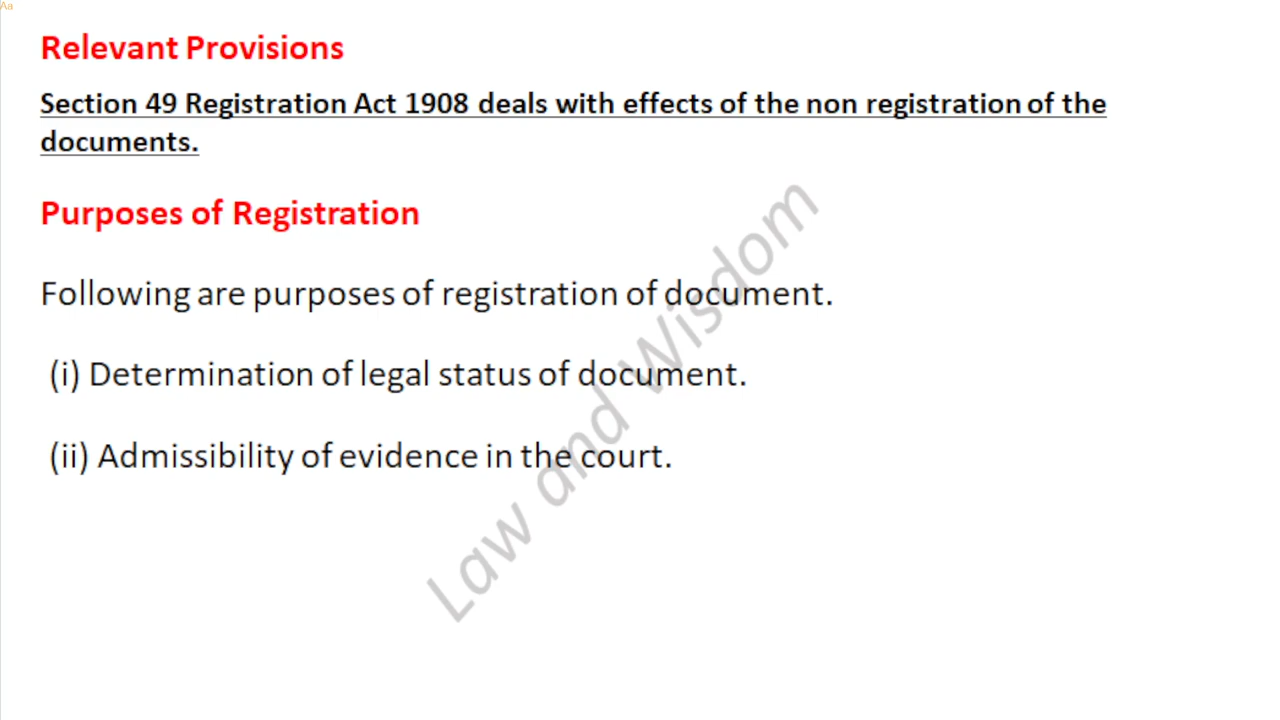 Aa
Relevant Provisions
Section 49 Registration Act 1908 deals with effects of the non registration of the
documents.
Purposes of Registration
Following are purposes of registration of document.
(i) Determination of legal status of document.
(ii) Admissibility of evidence in the court.
Law and Wisdom